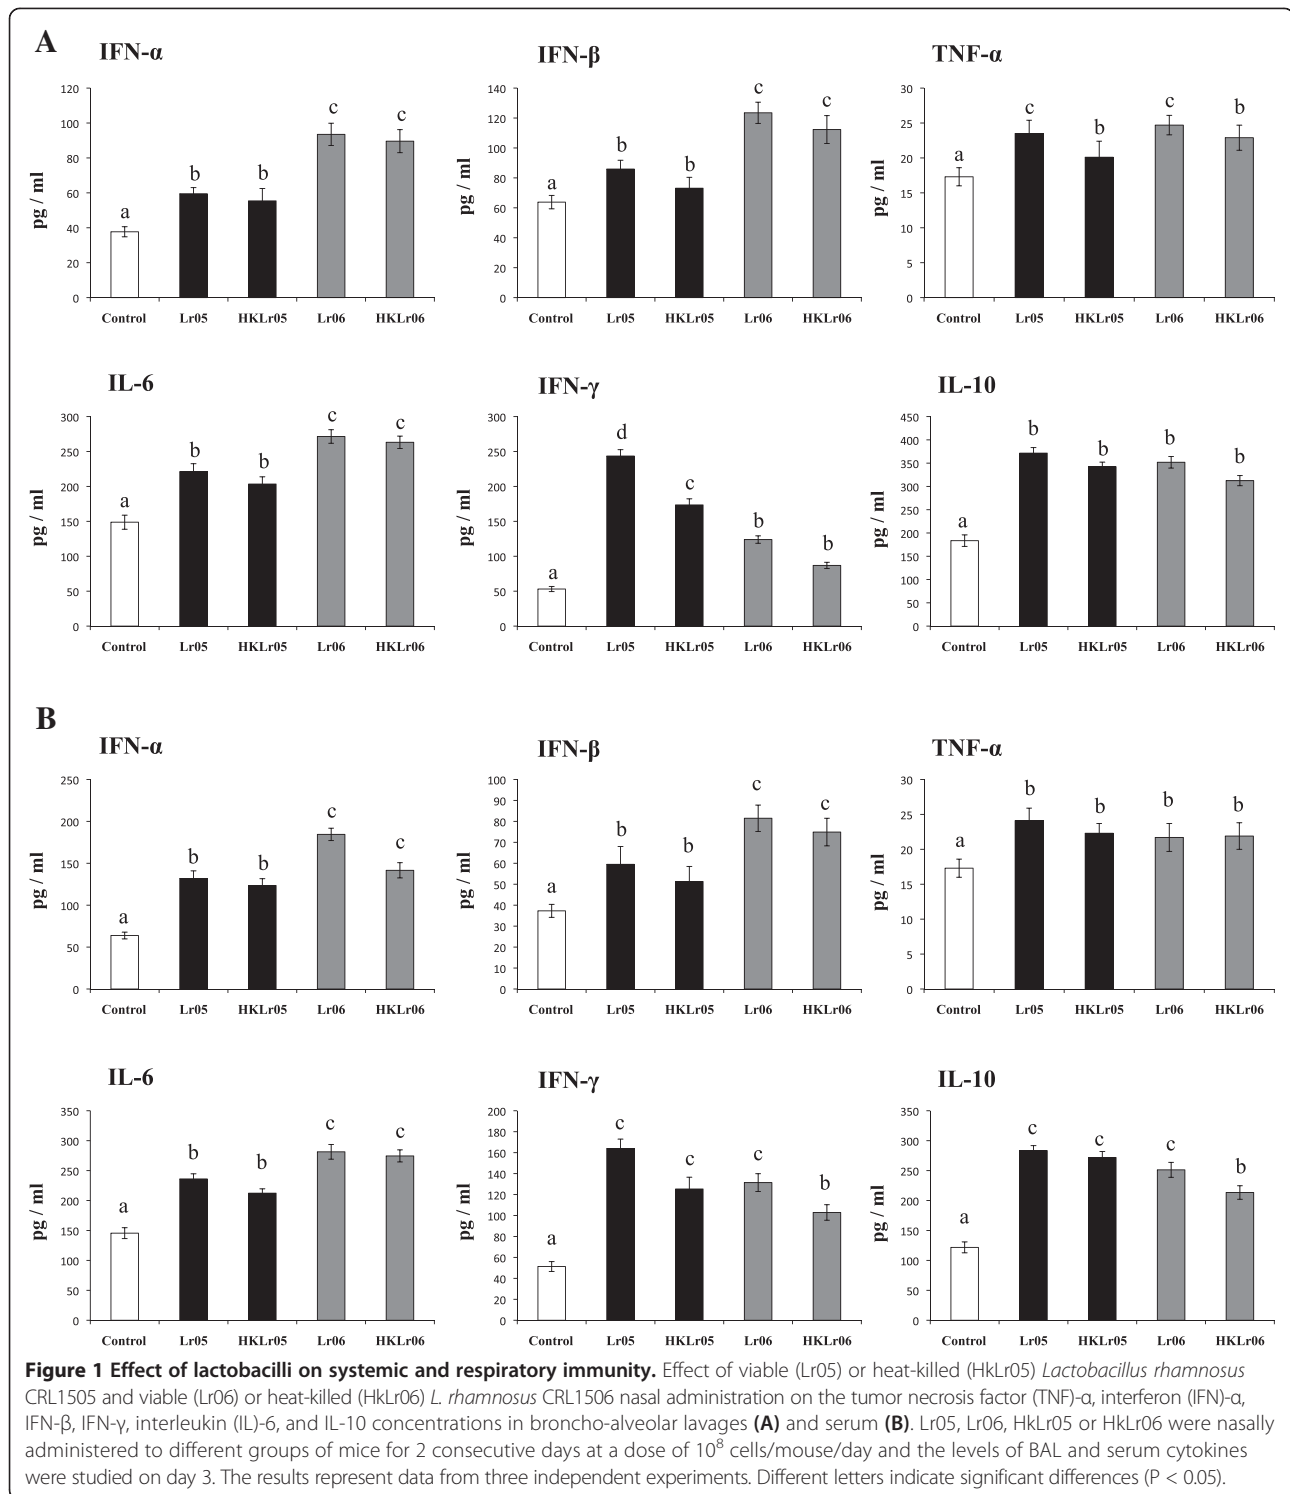 A
IFN-α
IFN-β
TNF-α
pg / ml
120
100
80
60
40
20
0
a
b
b
c
c
Control Lr05 HKLr05 Lr06 HKLr06
pg / ml
140
120
100
80
60
40
20
0
a
b
b
c
c
Control Lr05 HKLr05 Lr06 HKLr06
pg / ml
30
25
20
15
10
5
0
a
c
b
c
b
Control Lr05 HKLr05 Lr06 HKLr06
IL-6
IFN-γ
IL-10
pg / ml
300
250
200
150
100
50
0
a
b
b
c
c
Control Lr05 HKLr05 Lr06 HKLr06
pg / ml
300
250
200
150
100
50
0
a
d
c
b
b
Control Lr05 HKLr05 Lr06 HKLr06
pg / ml
450
400
350
300
250
200
150
100
50
0
a
b
b
b
b
Control Lr05 HKLr05 Lr06 HKLr06
B
IFN-α
IFN-β
TNF-α
pg / ml
250
200
150
100
50
0
a
b
b
c
c
Control Lr05 HKLr05 Lr06 HKLr06
pg / ml
100
90
80
70
60
50
40
30
20
10
0
a
b
b
c
c
Control Lr05 HKLr05 Lr06 HKLr06
pg / ml
30
25
20
15
10
5
0
a
b
b
b
b
Control Lr05 HKLr05 Lr06 HKLr06
IL-6
IFN-γ
IL-10
pg / ml
350
300
250
200
150
100
50
0
a
b
b
c
c
Control Lr05 HKLr05 Lr06 HKLr06
pg / ml
200
180
160
140
120
100
80
60
40
20
0
a
c
c
c
b
Control Lr05 HKLr05 Lr06 HKLr06
pg / ml
350
300
250
200
150
100
50
0
a
c
c
c
b
Control Lr05 HKLr05 Lr06 HKLr06
Figure 1 Effect of lactobacilli on systemic and respiratory immunity. Effect of viable (Lr05) or heat-killed (HkLr05) Lactobacillus rhamnosus
CRL1505 and viable (Lr06) or heat-killed (HkLr06) L. rhamnosus CRL1506 nasal administration on the tumor necrosis factor (TNF)-α, interferon (IFN)-α,
IFN-β, IFN-γ, interleukin (IL)-6, and IL-10 concentrations in broncho-alveolar lavages (A) and serum (B). Lr05, Lr06, HkLr05 or HkLr06 were nasally
administered to different groups of mice for 2 consecutive days at a dose of 10⁸ cells/mouse/day and the levels of BAL and serum cytokines
were studied on day 3. The results represent data from three independent experiments. Different letters indicate significant differences (P < 0.05).